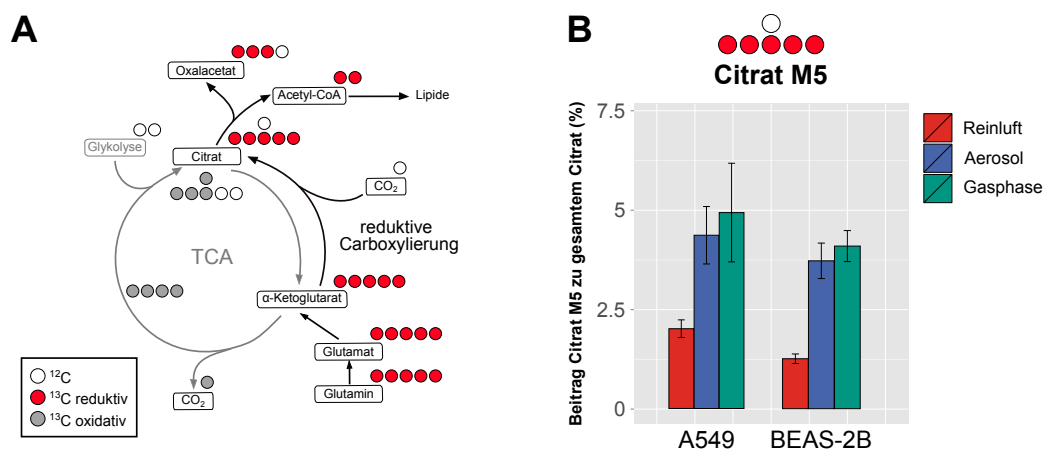 A
Oxalacetat
Acetyl-CoA
Lipide
Glykolyse
Citrat
CO2
reduktive
Carboxylierung
TCA
α-Ketoglutarat
Glutamat
Glutamin
CO2
12C
13C reduktiv
13C oxidativ
B
Citrat M5
Beitrag Citrat M5 zu gesamtem Citrat (%)
7.5
5
2.5
0
A549
BEAS-2B
Reinluft
Aerosol
Gasphase